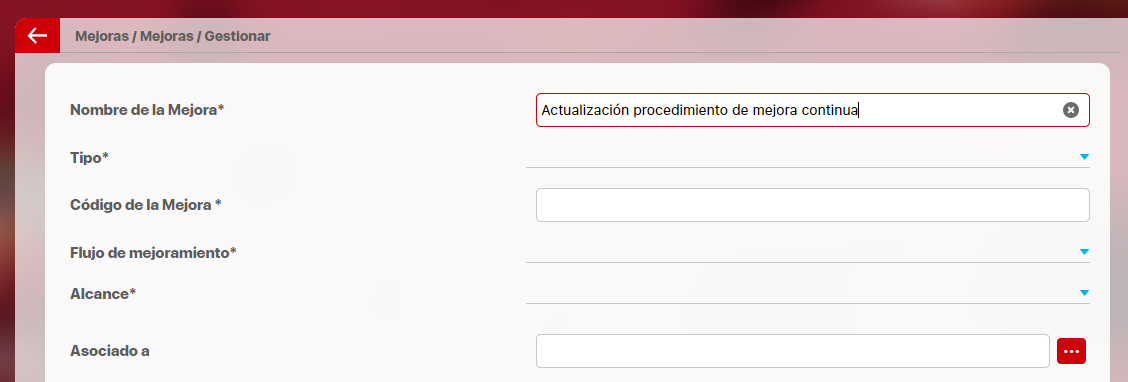 Mejoras / Mejoras / Gestionar
Nombre de la Mejora*
Actualización procedimiento de mejora continua
Tipo*
Código de la Mejora *
Flujo de mejoramiento*
Alcance*
Asociado a